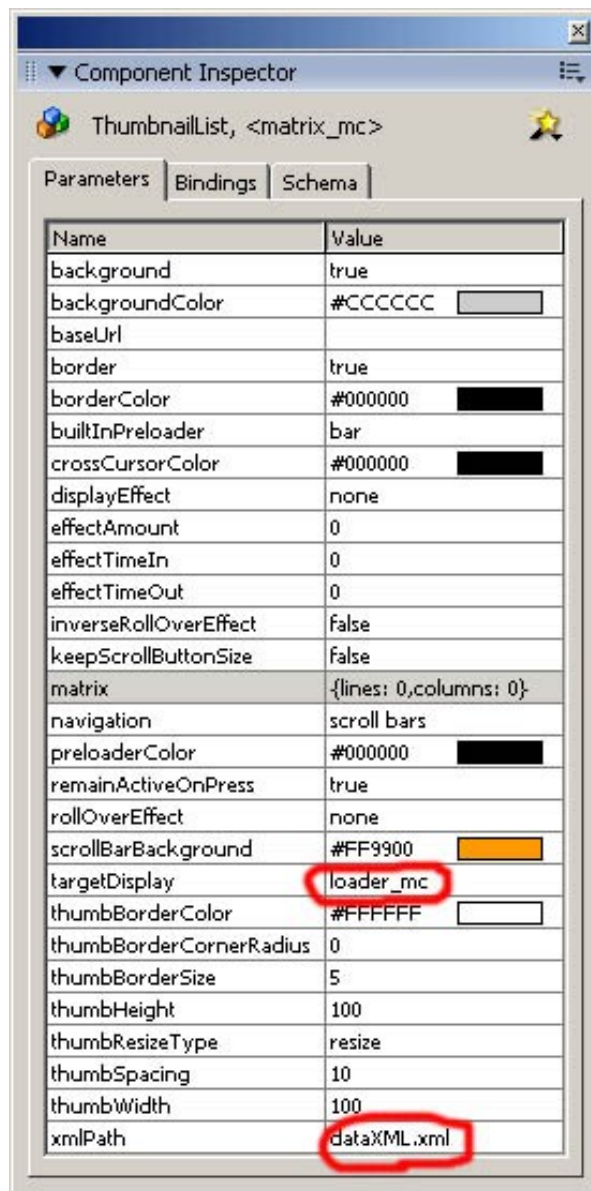 Component Inspector
ThumbnailList, <matrix_mc>
Parameters Bindings Schema
Name Value
background true
backgroundColor #CCCCCC
baseUrl
border true
borderColor #000000
builtInPreloader bar
crossCursorColor #000000
displayEffect none
effectAmount 0
effectTimeIn 0
effectTimeOut 0
inverseRollOverEffect false
keepScrollButtonSize false
matrix {lines: 0,columns: 0}
navigation scroll bars
preloaderColor #000000
remainActiveOnPress true
rollOverEffect none
scrollBarBackground #FF9900
targetDisplay loader_mc
thumbBorderColor #FFFFFF
thumbBorderCornerRadius 0
thumbBorderSize 5
thumbHeight 100
thumbResizeType resize
thumbSpacing 10
thumbWidth 100
xmlPath dataXML.xml